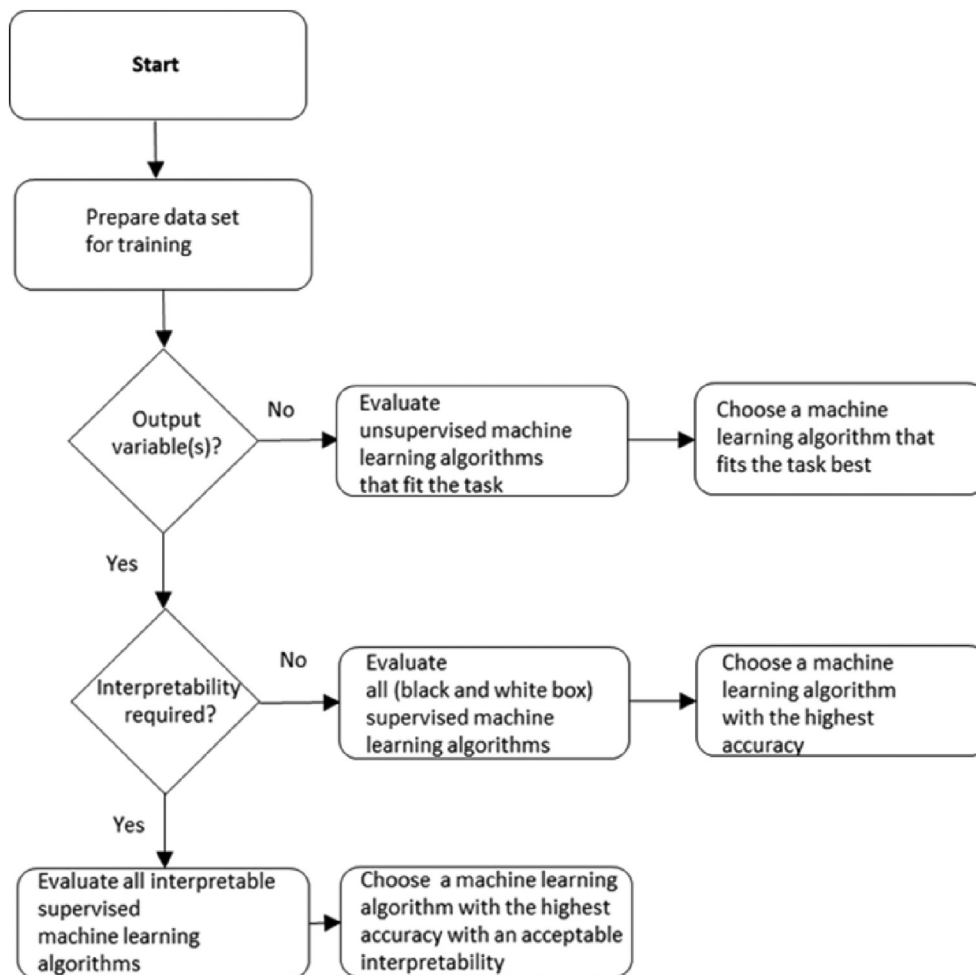 Start
Prepare data set
for training
Output
variable(s)?
No
Evaluate
unsupervised machine
learning algorithms
that fit the task
Choose a machine
learning algorithm that
fits the task best
Yes
Interpretability
required?
No
Evaluate
all (black and white box)
supervised machine
learning algorithms
Choose a machine
learning algorithm
with the highest
accuracy
Yes
Evaluate all interpretable
supervised
machine learning
algorithms
Choose a machine learning
algorithm with the highest
accuracy with an acceptable
interpretability